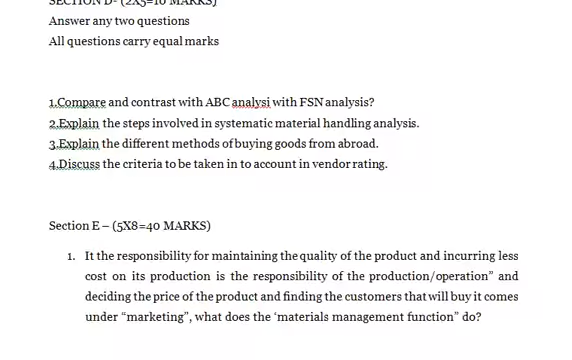 SECTION D- (2X5=10 MARKS)
Answer any two questions
All questions carry equal marks
1.Compare and contrast with ABC analysi with FSN analysis?
2.Explain the steps involved in systematic material handling analysis.
3.Explain the different methods of buying goods from abroad.
4.Discuss the criteria to be taken in to account in vendor rating.
Section E – (5X8=40 MARKS)
1. It the responsibility for maintaining the quality of the product and incurring less
cost on its production is the responsibility of the production/operation” and
deciding the price of the product and finding the customers that will buy it comes
under “marketing”, what does the ‘materials management function” do?